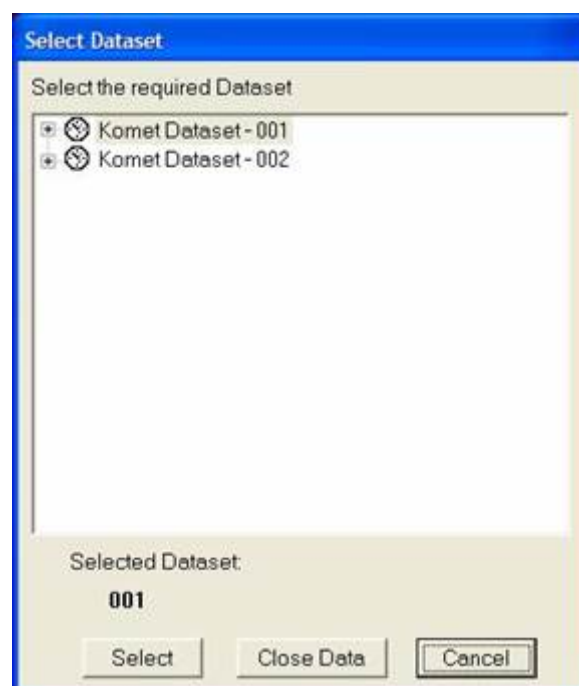 Select Dataset
Select the required Dataset
Komet Dataset - 001
Komet Dataset - 002
Selected Dataset:
001
Select Close Data Cancel